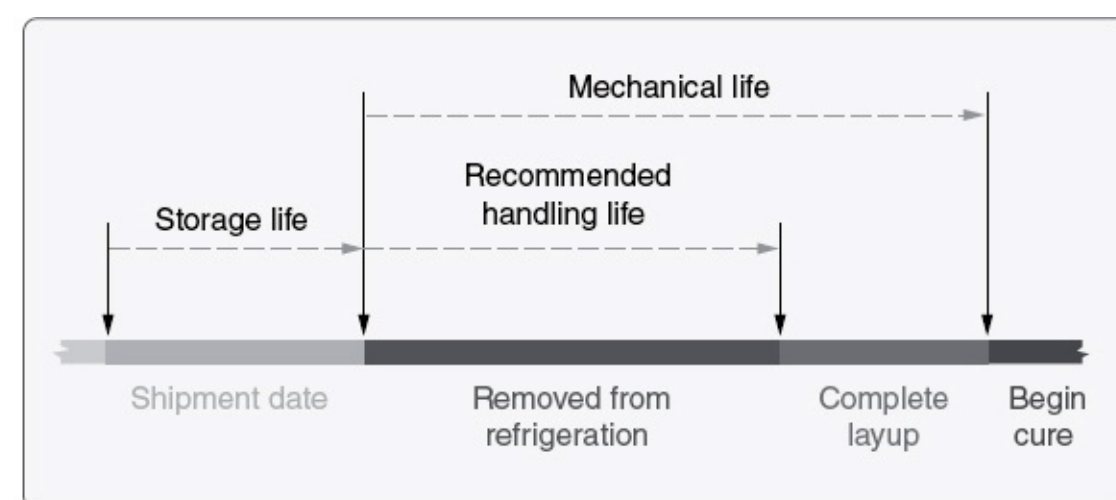 Mechanical life
Recommended
handling life
Storage life
Shipment date
Removed from
refrigeration
Complete
layup
Begin
cure